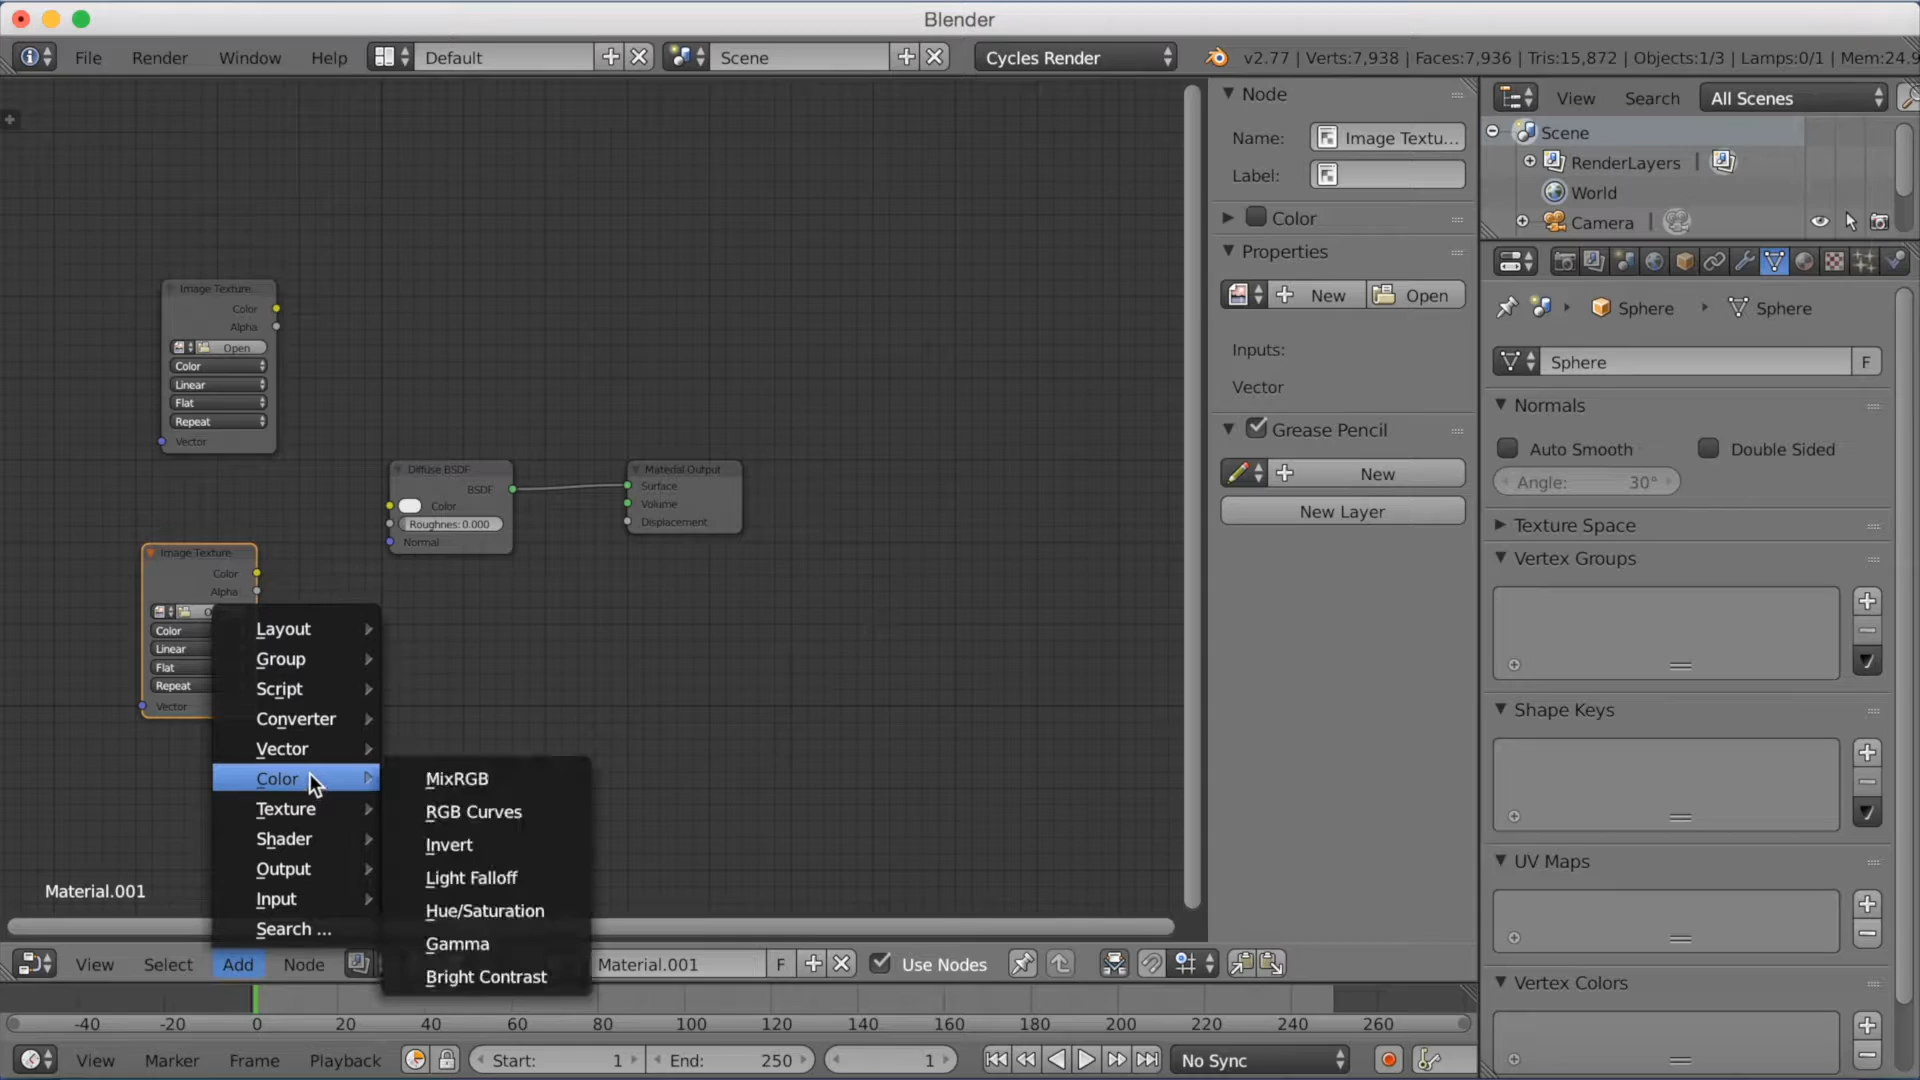 Blender
File Render Window Help Default Scene Cycles Render v2.77 | Verts:7,938 | Faces:7,936 | Tris:15,872 | Objects:1/3 | Lamps:0/1 | Mem:24.9
Node
Name: Image Textu...
Label:
Color
Properties
New Open
Inputs:
Vector
Grease Pencil
New
New Layer
View Search All Scenes
Scene
RenderLayers
World
Camera
Sphere Sphere
Sphere F
Normals
Auto Smooth Double Sided
Angle: 30°
Texture Space
Vertex Groups
Shape Keys
UV Maps
Vertex Colors
Image Texture
Color
Alpha
Open
Color
Linear
Flat
Repeat
Vector
Diffuse BSDF
BSDF
Color
Roughnes: 0.000
Normal
Material Output
Surface
Volume
Displacement
Image Texture
Color
Alpha
Color
Linear
Flat
Repeat
Vector
Layout
Group
Script
Converter
Vector
Color
Texture
Shader
Output
Input
Search ...
MixRGB
RGB Curves
Invert
Light Falloff
Hue/Saturation
Gamma
Bright Contrast
Material.001
View Select Add Node Material.001 F Use Nodes
-40 -20 0 20 40 60 80 100 120 140 160 180 200 220 240 260
View Marker Frame Playback Start: 1 End: 250 1 No Sync